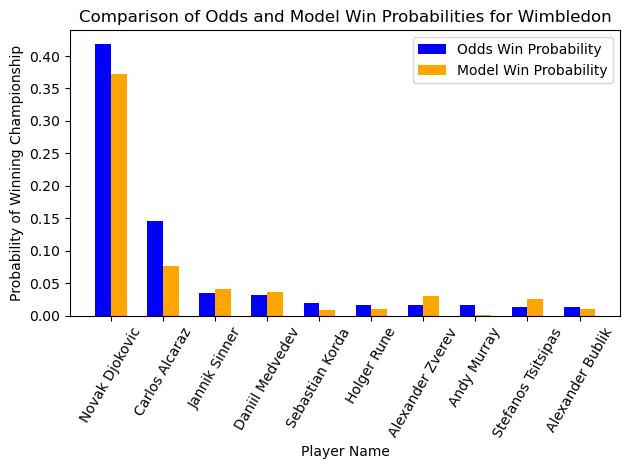 Comparison of Odds and Model Win Probabilities for Wimbledon
Odds Win Probability
Model Win Probability
Probability of Winning Championship
0.40
0.35
0.30
0.25
0.20
0.15
0.10
0.05
0.00
Novak Djokovic
Carlos Alcaraz
Jannik Sinner
Daniil Medvedev
Sebastian Korda
Holger Rune
Alexander Zverev
Andy Murray
Stefanos Tsitsipas
Alexander Bublik
Player Name